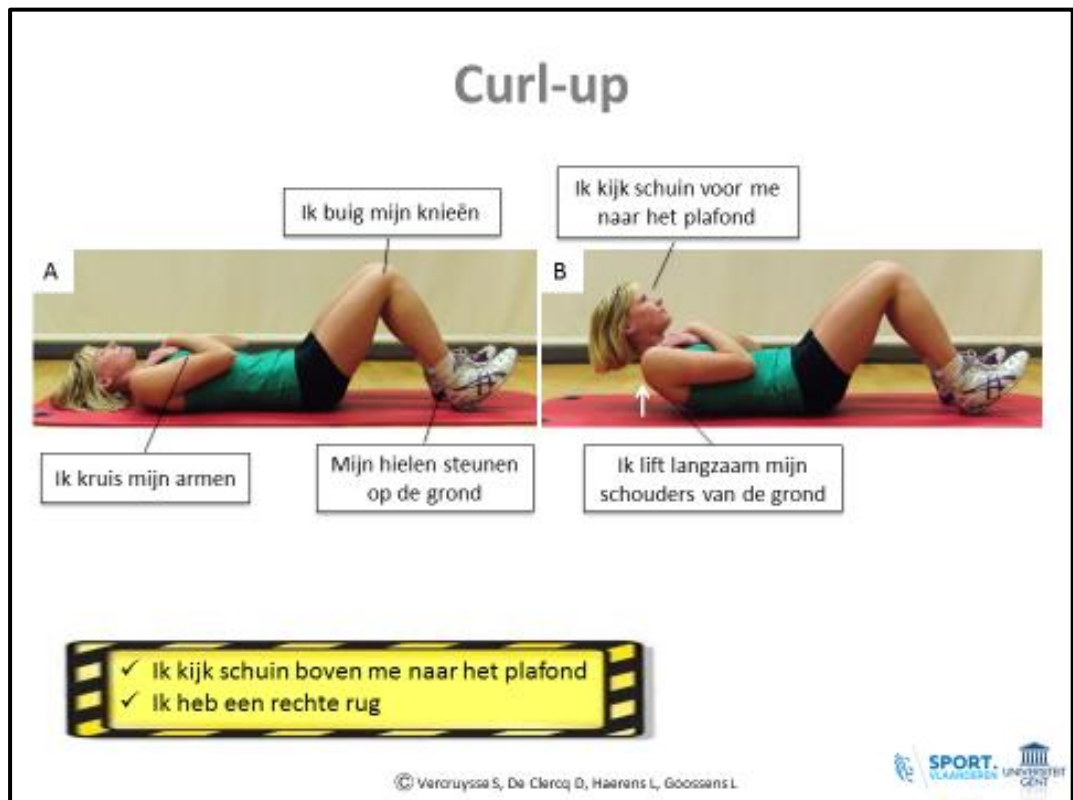 Curl-up
Ik buig mijn knieën
Ik kijk schuin voor me
naar het plafond
A
B
Ik kruis mijn armen
Mijn hielen steunen
op de grond
Ik lift langzaam mijn
schouders van de grond
✓ Ik kijk schuin boven me naar het plafond
✓ Ik heb een rechte rug
© Vercruysse S, De Clercq D, Haerens L, Goossens L
SPORT.
VLAANDEREN
UNIVERSITEIT
GENT